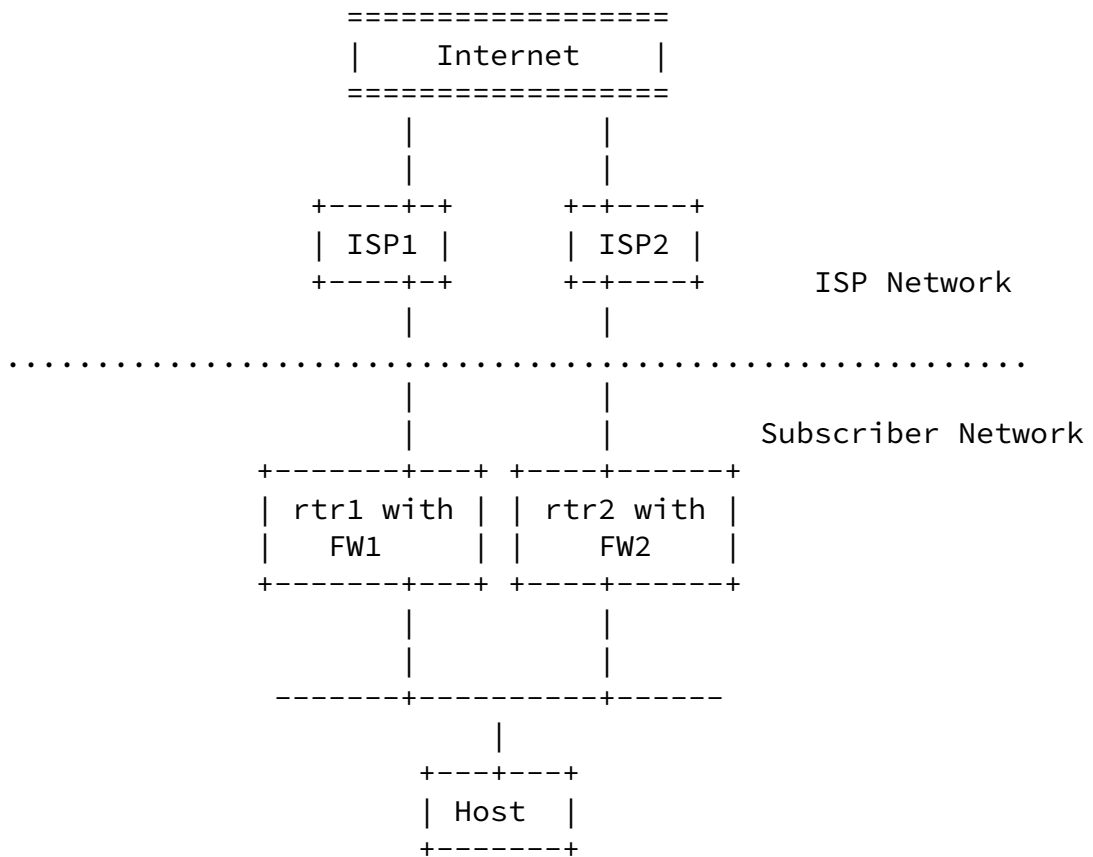 Internet
ISP1 ISP2
ISP Network
Subscriber Network
rtr1 with rtr2 with
FW1 FW2
Host